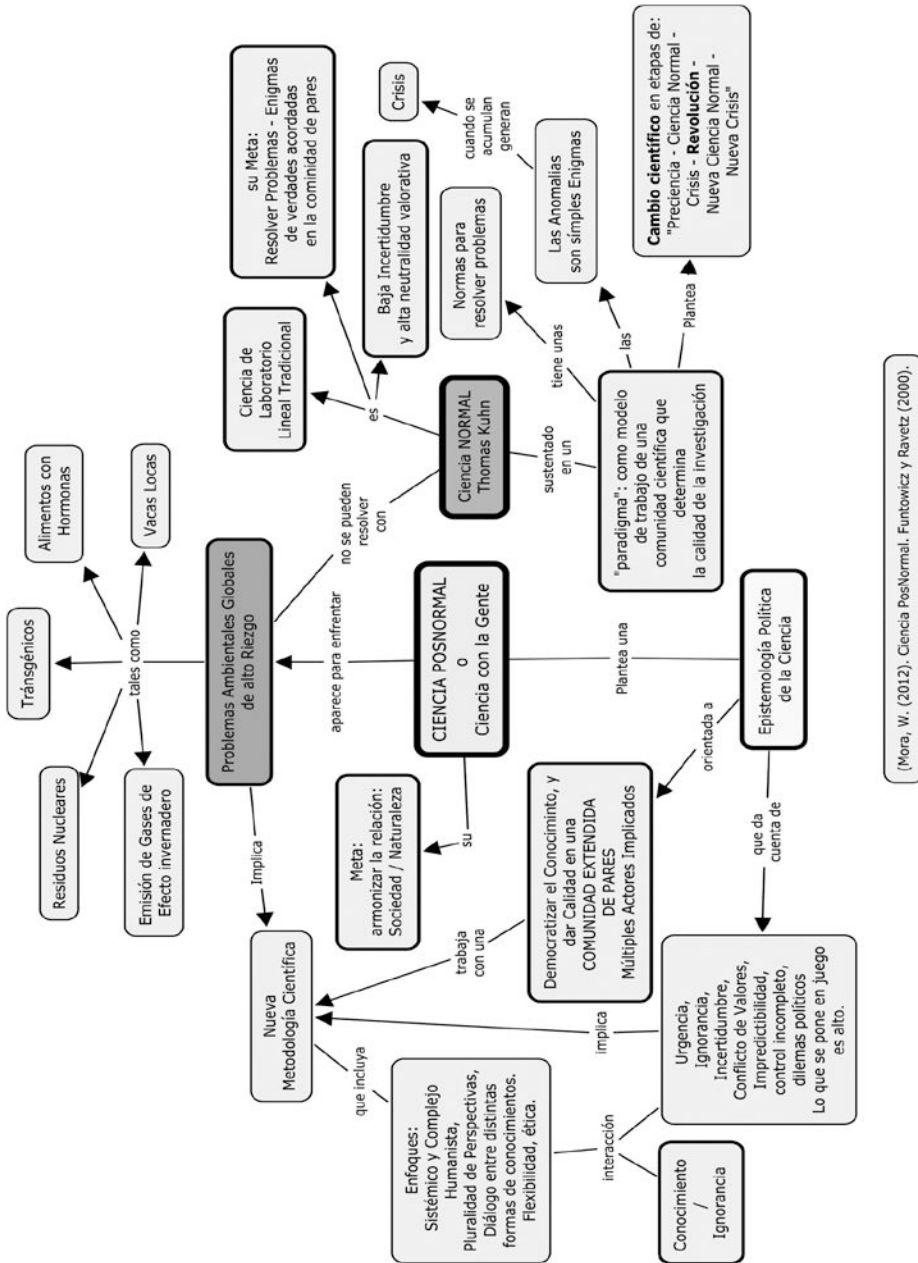 Residuos Nucleares
Tránsgénicos
Alimentos con
Hormonas
Emisión de Gases de
Efecto invernadero
tales como
Vacas Locas
Problemas Ambientales Globales
de alto Riezgo
Implica
aparece para enfrentar
no se pueden
resolver
con
Nueva
Metodología Científica
Meta:
armonizar la relación:
Sociedad / Naturaleza
su
CIENCIA POSNORMAL
o
Ciencia con la Gente
Ciencia NORMAL
Thomas Kuhn
es
Ciencia de
Laboratorio
Lineal Tradicional
su Meta:
Resolver Problemas - Enigmas
de verdades acordadas
en la cominidad de pares
Baja Incertidumbre
y alta neutralidad valorativa
Crisis
cuando se
acumulan
generan
que incluya
trabaja
con una
Plantea una
sustentado
en un
tiene unas
Normas para
resolver problemas
las
Las Anomalias
son símples Enigmas
Enfoques:
Sistémico y Complejo
Humanista,
Pluralidad de Perspectivas,
Diálogo entre distintas
formas de conocimientos.
Flexibilidad, ética.
implica
Democratizar el Conociminto, y
dar Calidad en una
COMUNIDAD EXTENDIDA
DE PARES
Múltiples Actores Implicados
orientada a
"paradigma": como modelo
de trabajo de una
comunidad científica que
determina
la calidad de la investigación
Plantea
Cambio científico en etapas de:
"Preciencia - Ciencia Normal -
Crisis - Revolución -
Nueva Ciencia Normal -
Nueva Crisis"
interacción
Conocimiento
/
Ignorancia
Urgencia,
Ignorancia,
Incertidumbre,
Conflicto de Valores,
Impredictibilidad,
control incompleto,
dilemas políticos
Lo que se pone en juego
es alto.
que da
cuenta de
Epistemología Política
de la Ciencia
(Mora, W. (2012). Ciencia PosNormal. Funtowicz y Ravetz (2000).